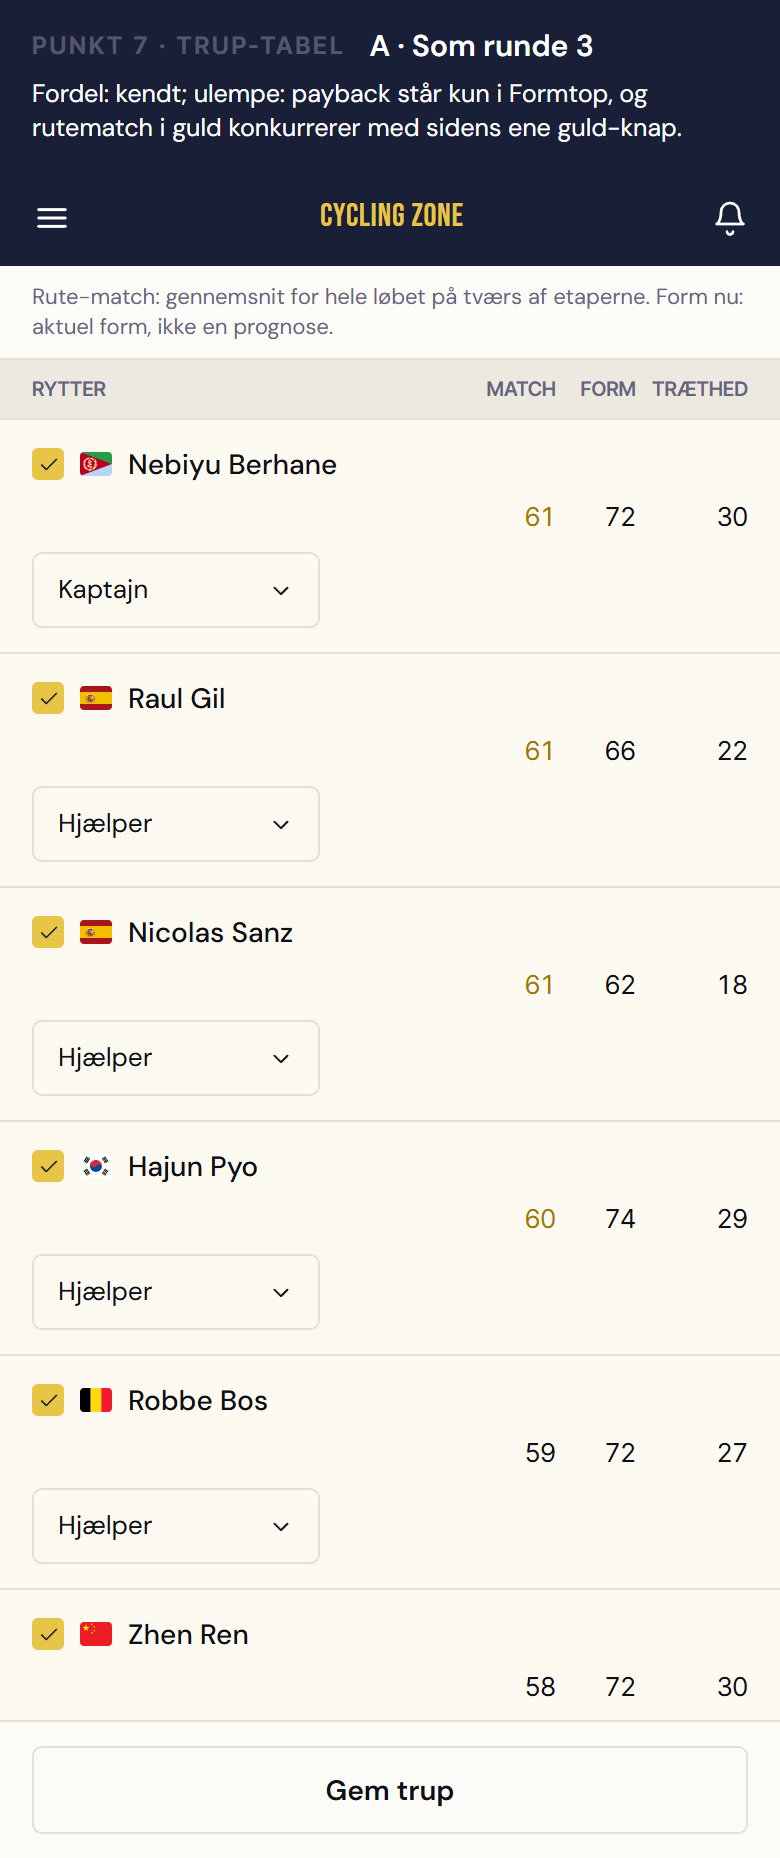 PUNKT 7 · TRUP-TABEL A · Som runde 3
Fordel: kendt; ulempe: payback står kun i Formtop, og
rutematch i guld konkurrerer med sidens ene guld-knap.
CYCLING ZONE
Rute-match: gennemsnit for hele løbet på tværs af etaperne. Form nu:
aktuel form, ikke en prognose.
RYTTER MATCH FORM TRÆTHED
Nebiyu Berhane
61 72 30
Kaptajn
Raul Gil
61 66 22
Hjælper
Nicolas Sanz
61 62 18
Hjælper
Hajun Pyo
60 74 29
Hjælper
Robbe Bos
59 72 27
Hjælper
Zhen Ren
58 72 30
Gem trup